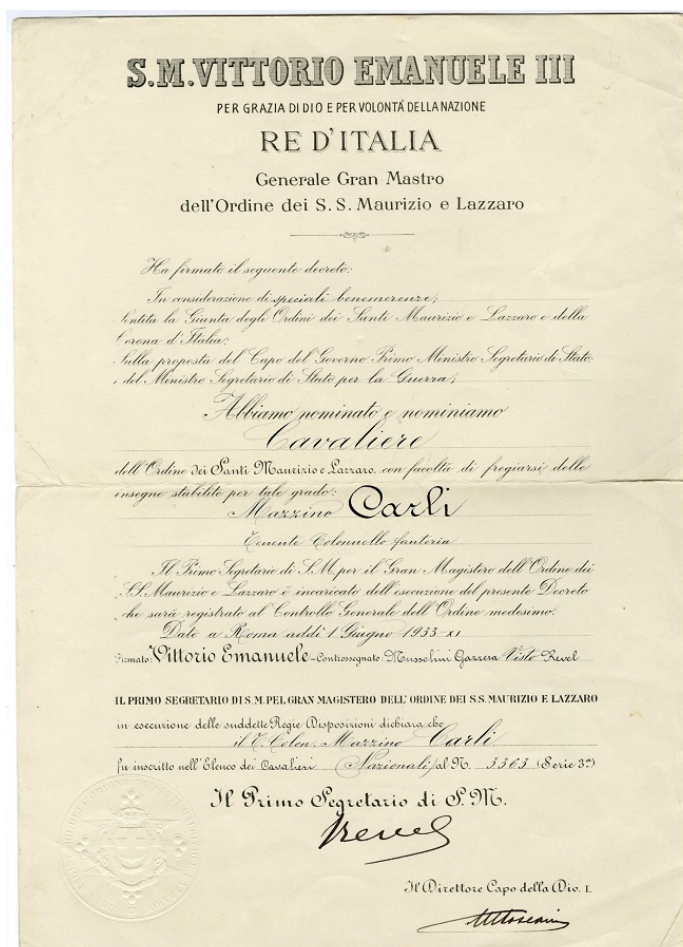 S.M. VITTORIO EMANUELE III
PER GRAZIA DI DIO E PER VOLONTÀ DELLA NAZIONE
RE D'ITALIA
Generale Gran Mastro
dell'Ordine dei S. S. Maurizio e Lazzaro
Ha firmato il seguente decreto:
In considerazione di speciali benemerenze;
Sentita la Giunta degli Ordini dei Santi Maurizio e Lazzaro e della
Corona d'Italia:
Sulla proposta del Capo del Governo Primo Ministro Segretario di Stato
e del Ministro Segretario di Stato per la Guerra;
Abbiamo nominato e nominiamo
Cavaliere
dell'Ordine dei Santi Maurizio e Lazzaro, con facoltà di fregiarsi delle
insegne stabilite per tale grado:
Mazzino Carli
Tenente Colonnello fanteria
Il Primo Segretario di S.M. per il Gran Magistero dell'Ordine dei
S.S. Maurizio e Lazzaro è incaricato dell'esecuzione del presente Decreto
che sarà registrato al Controllo Generale dell'Ordine medesimo.
Dato a Roma addì 1 Giugno 1933-XI
Firmato: Vittorio Emanuele - Controssegnato Mussolini Gazzera Visto Revel
IL PRIMO SEGRETARIO DI S. M. PEL GRAN MAGISTERO DELL'ORDINE DEI S.S. MAURIZIO E LAZZARO
in esecuzione delle suddette Regie Disposizioni dichiara che
il T. Colon. Mazzino Carli
fu inscritto nell'Elenco dei Cavalieri (Nazionali) al N. 3363 (Serie 3ª)
Il Primo Segretario di S. M.
Revel
Il Direttore Capo della Div. I.